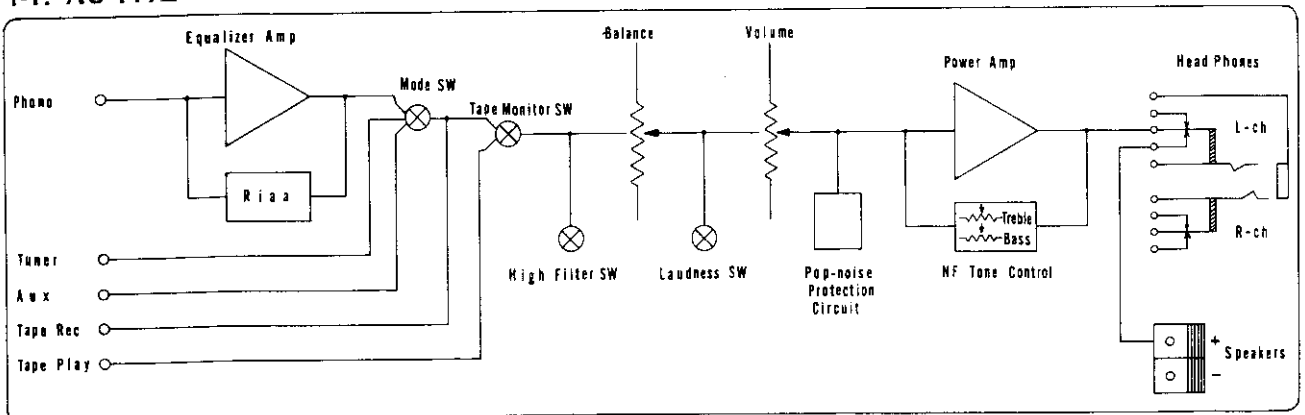 Equalizer Amp
Balance
Volume
Power Amp
Head Phones
Mode SW
Tape Monitor SW
Phono
L-ch
Riaa
Treble
Bass
R-ch
Tuner
High Filter SW
Laudness SW
Pop-noise
Protection
Circuit
NF Tone Control
Aux
Tape Rec
Tape Play
+
Speakers
-